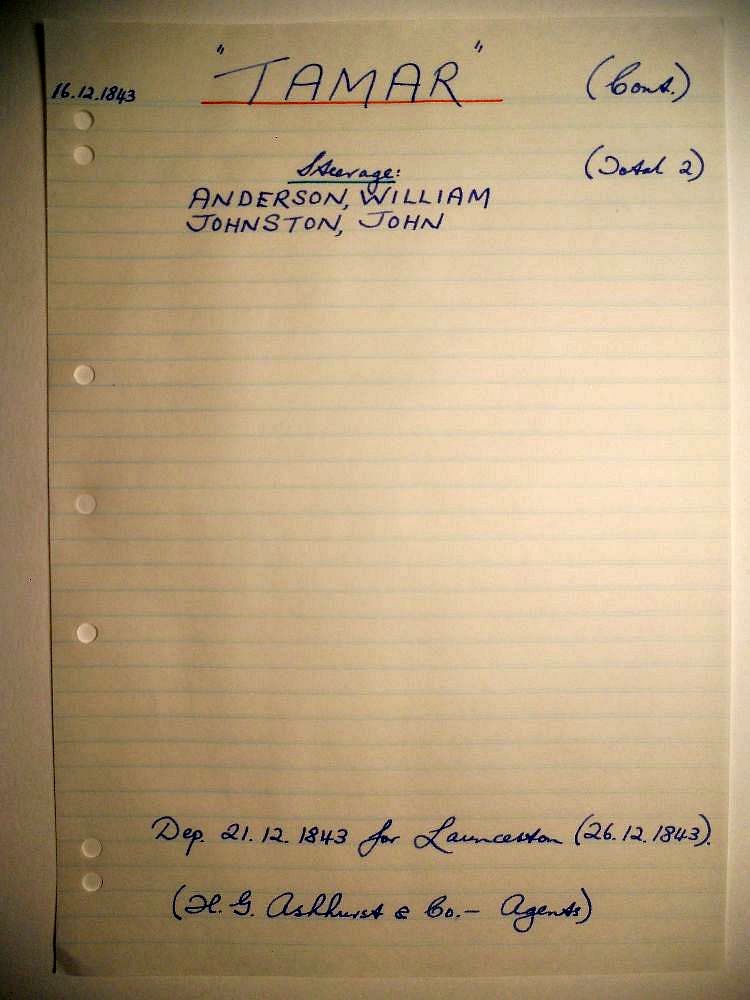 16.12.1843 "TAMAR" (Cont.)
Steerage: (Total 2)
ANDERSON, WILLIAM
JOHNSTON, JOHN
Dep. 21.12.1843 for Launceston (26.12.1843).
(H. G. Ashhurst & Co. — Agents)